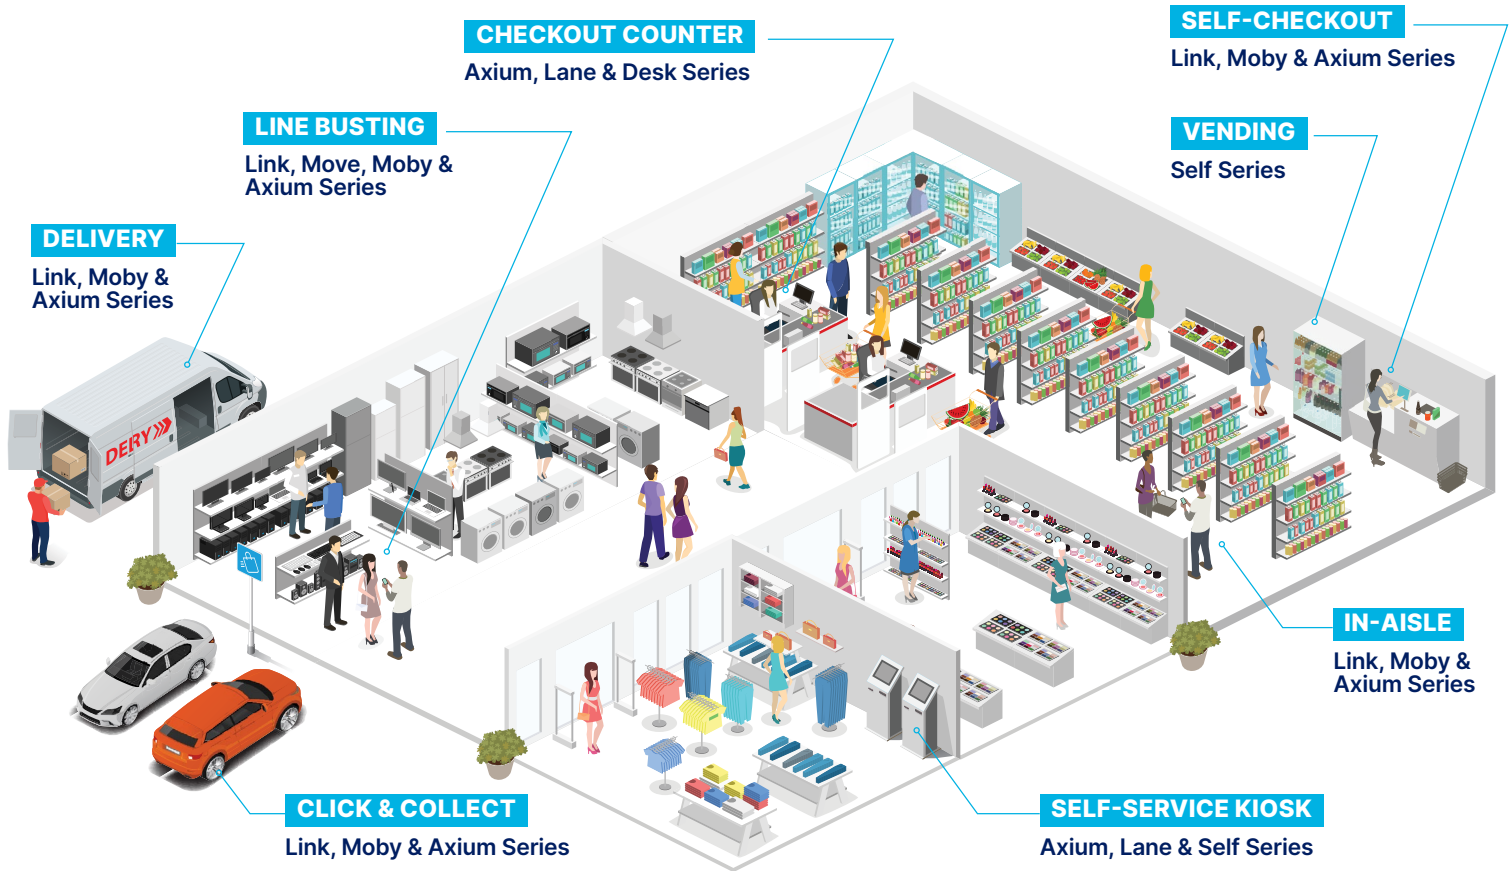 CHECKOUT COUNTER
Axium, Lane & Desk Series
SELF-CHECKOUT
Link, Moby & Axium Series
LINE BUSTING
Link, Move, Moby &
Axium Series
VENDING
Self Series
DELIVERY
Link, Moby &
Axium Series
DERY
IN-AISLE
Link, Moby &
Axium Series
CLICK & COLLECT
Link, Moby & Axium Series
SELF-SERVICE KIOSK
Axium, Lane & Self Series